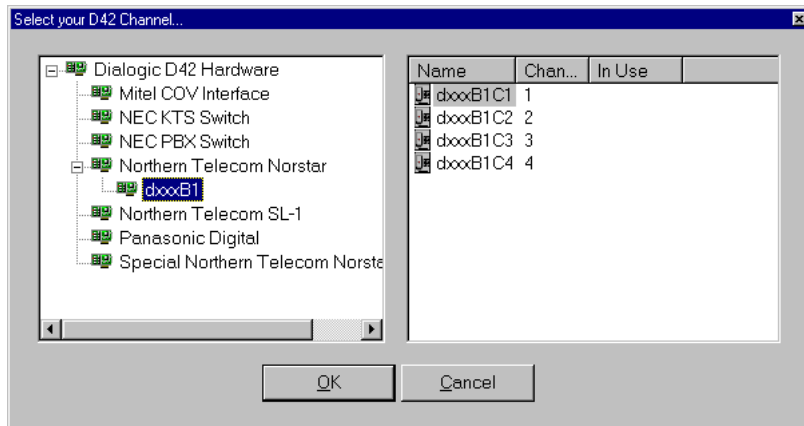 Select your D42 Channel...
Dialogic D42 Hardware
Mitel COV Interface
NEC KTS Switch
NEC PBX Switch
Northern Telecom Norstar
dxxxB1
Northern Telecom SL-1
Panasonic Digital
Special Northern Telecom Norsta
Name Chan... In Use
dxxxB1C1 1
dxxxB1C2 2
dxxxB1C3 3
dxxxB1C4 4
OK Cancel